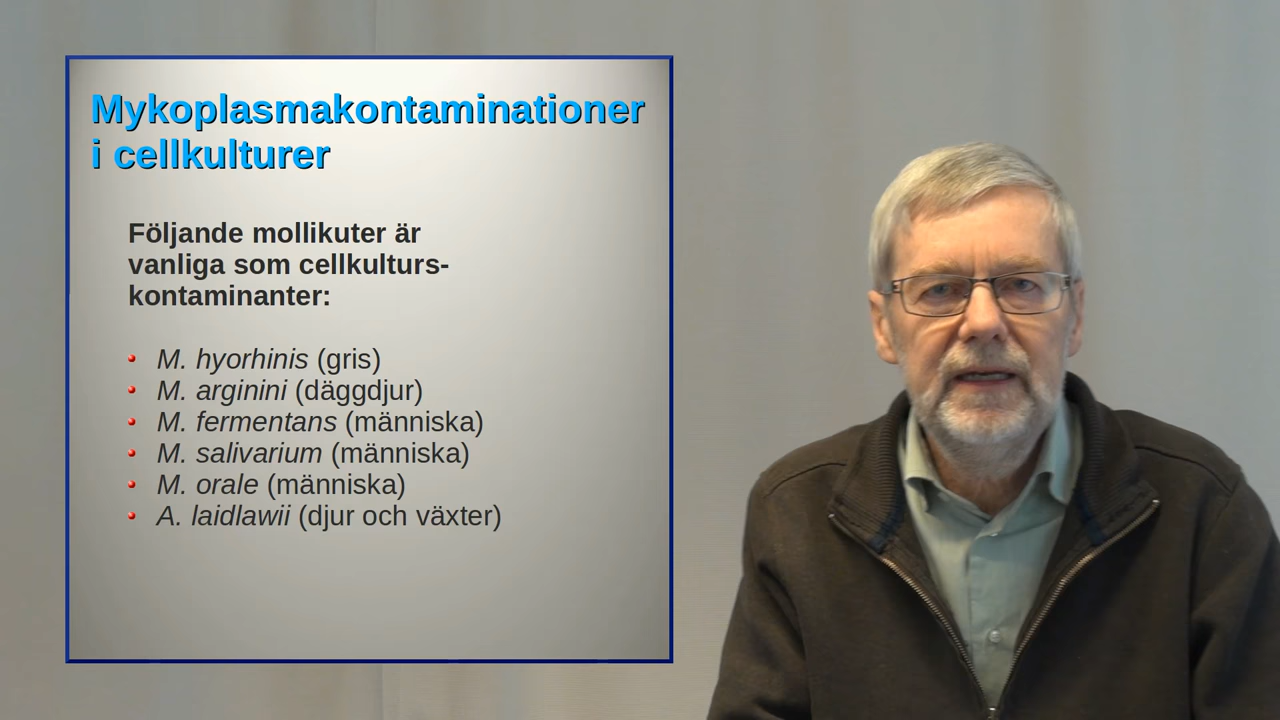 Mykoplasmakontaminationer
i cellkulturer
Följande mollikuter är
vanliga som cellkulturs-
kontaminanter:
M. hyorhinis (gris)
M. arginini (däggdjur)
M. fermentans (människa)
M. salivarium (människa)
M. orale (människa)
A. laidlawii (djur och växter)